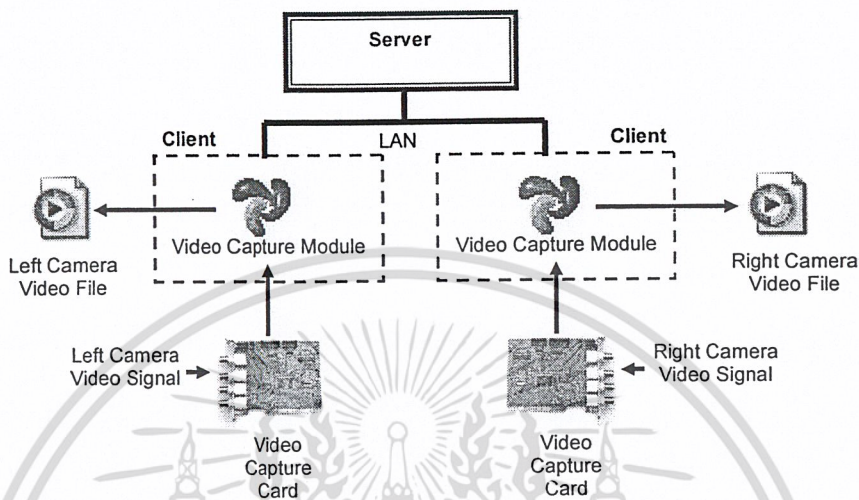 Server
Client
LAN
Client
Video Capture Module
Video Capture Module
Left Camera
Video File
Right Camera
Video File
Left Camera
Video Signal
Right Camera
Video Signal
Video
Capture
Card
Video
Capture
Card